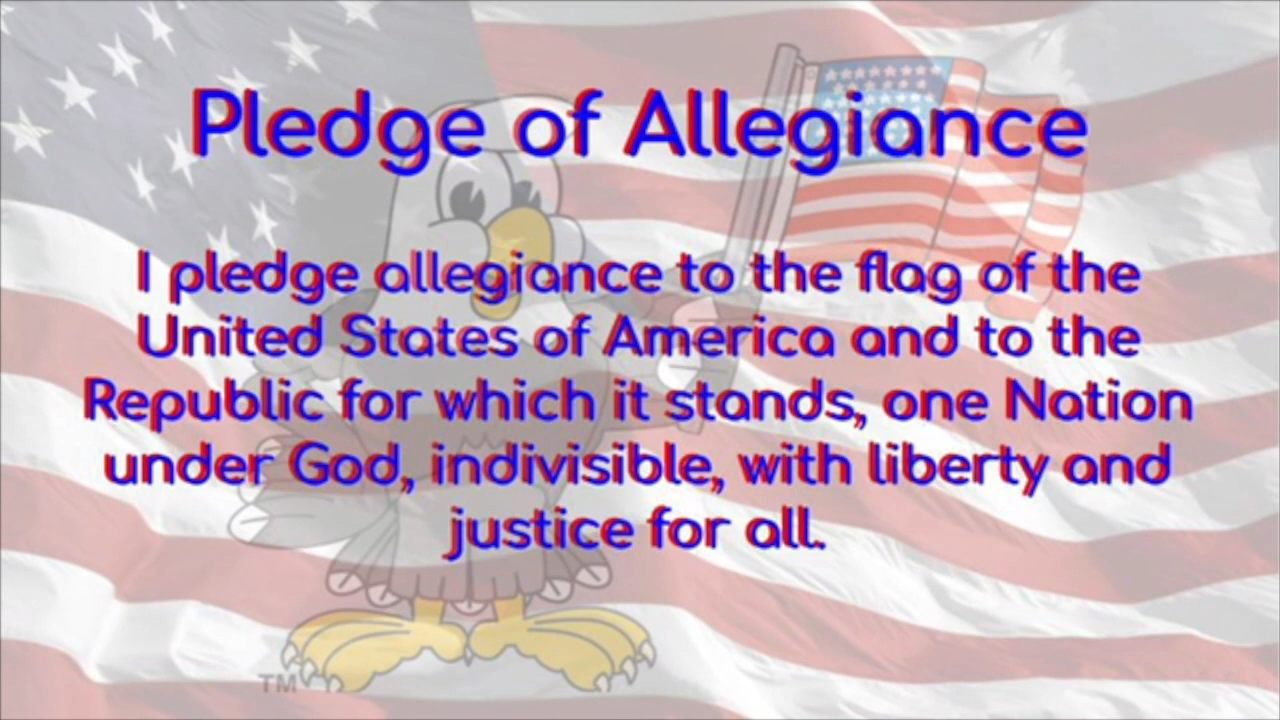 Pledge of Allegiance
I pledge allegiance to the flag of the
United States of America and to the
Republic for which it stands, one Nation
under God, indivisible, with liberty and
justice for all.
TM